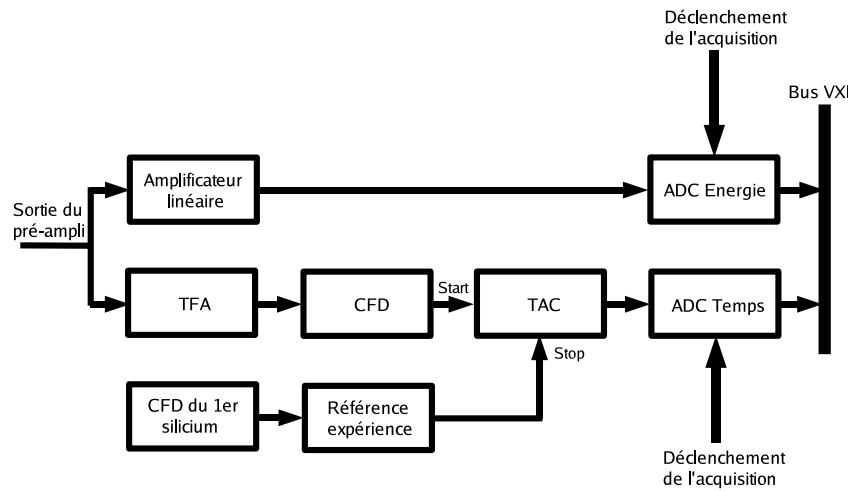 Déclenchement
de l'acquisition
Bus VXI
Amplificateur
linéaire
ADC Energie
Sortie du
pré-ampli
TFA
CFD
Start
TAC
ADC Temps
Stop
CFD du 1er
silicium
Référence
expérience
Déclenchement
de l'acquisition